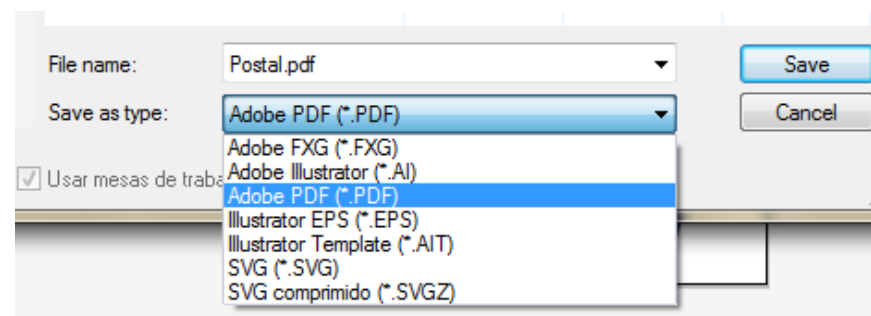 File name: Postal.pdf Save
Save as type: Adobe PDF (*.PDF) Cancel
Adobe FXG (*.FXG)
Usar mesas de Adobe Illustrator (*.AI)
Adobe PDF (*.PDF)
Illustrator EPS (*.EPS)
Illustrator Template (*.AIT)
SVG (*.SVG)
SVG comprimido (*.SVGZ)